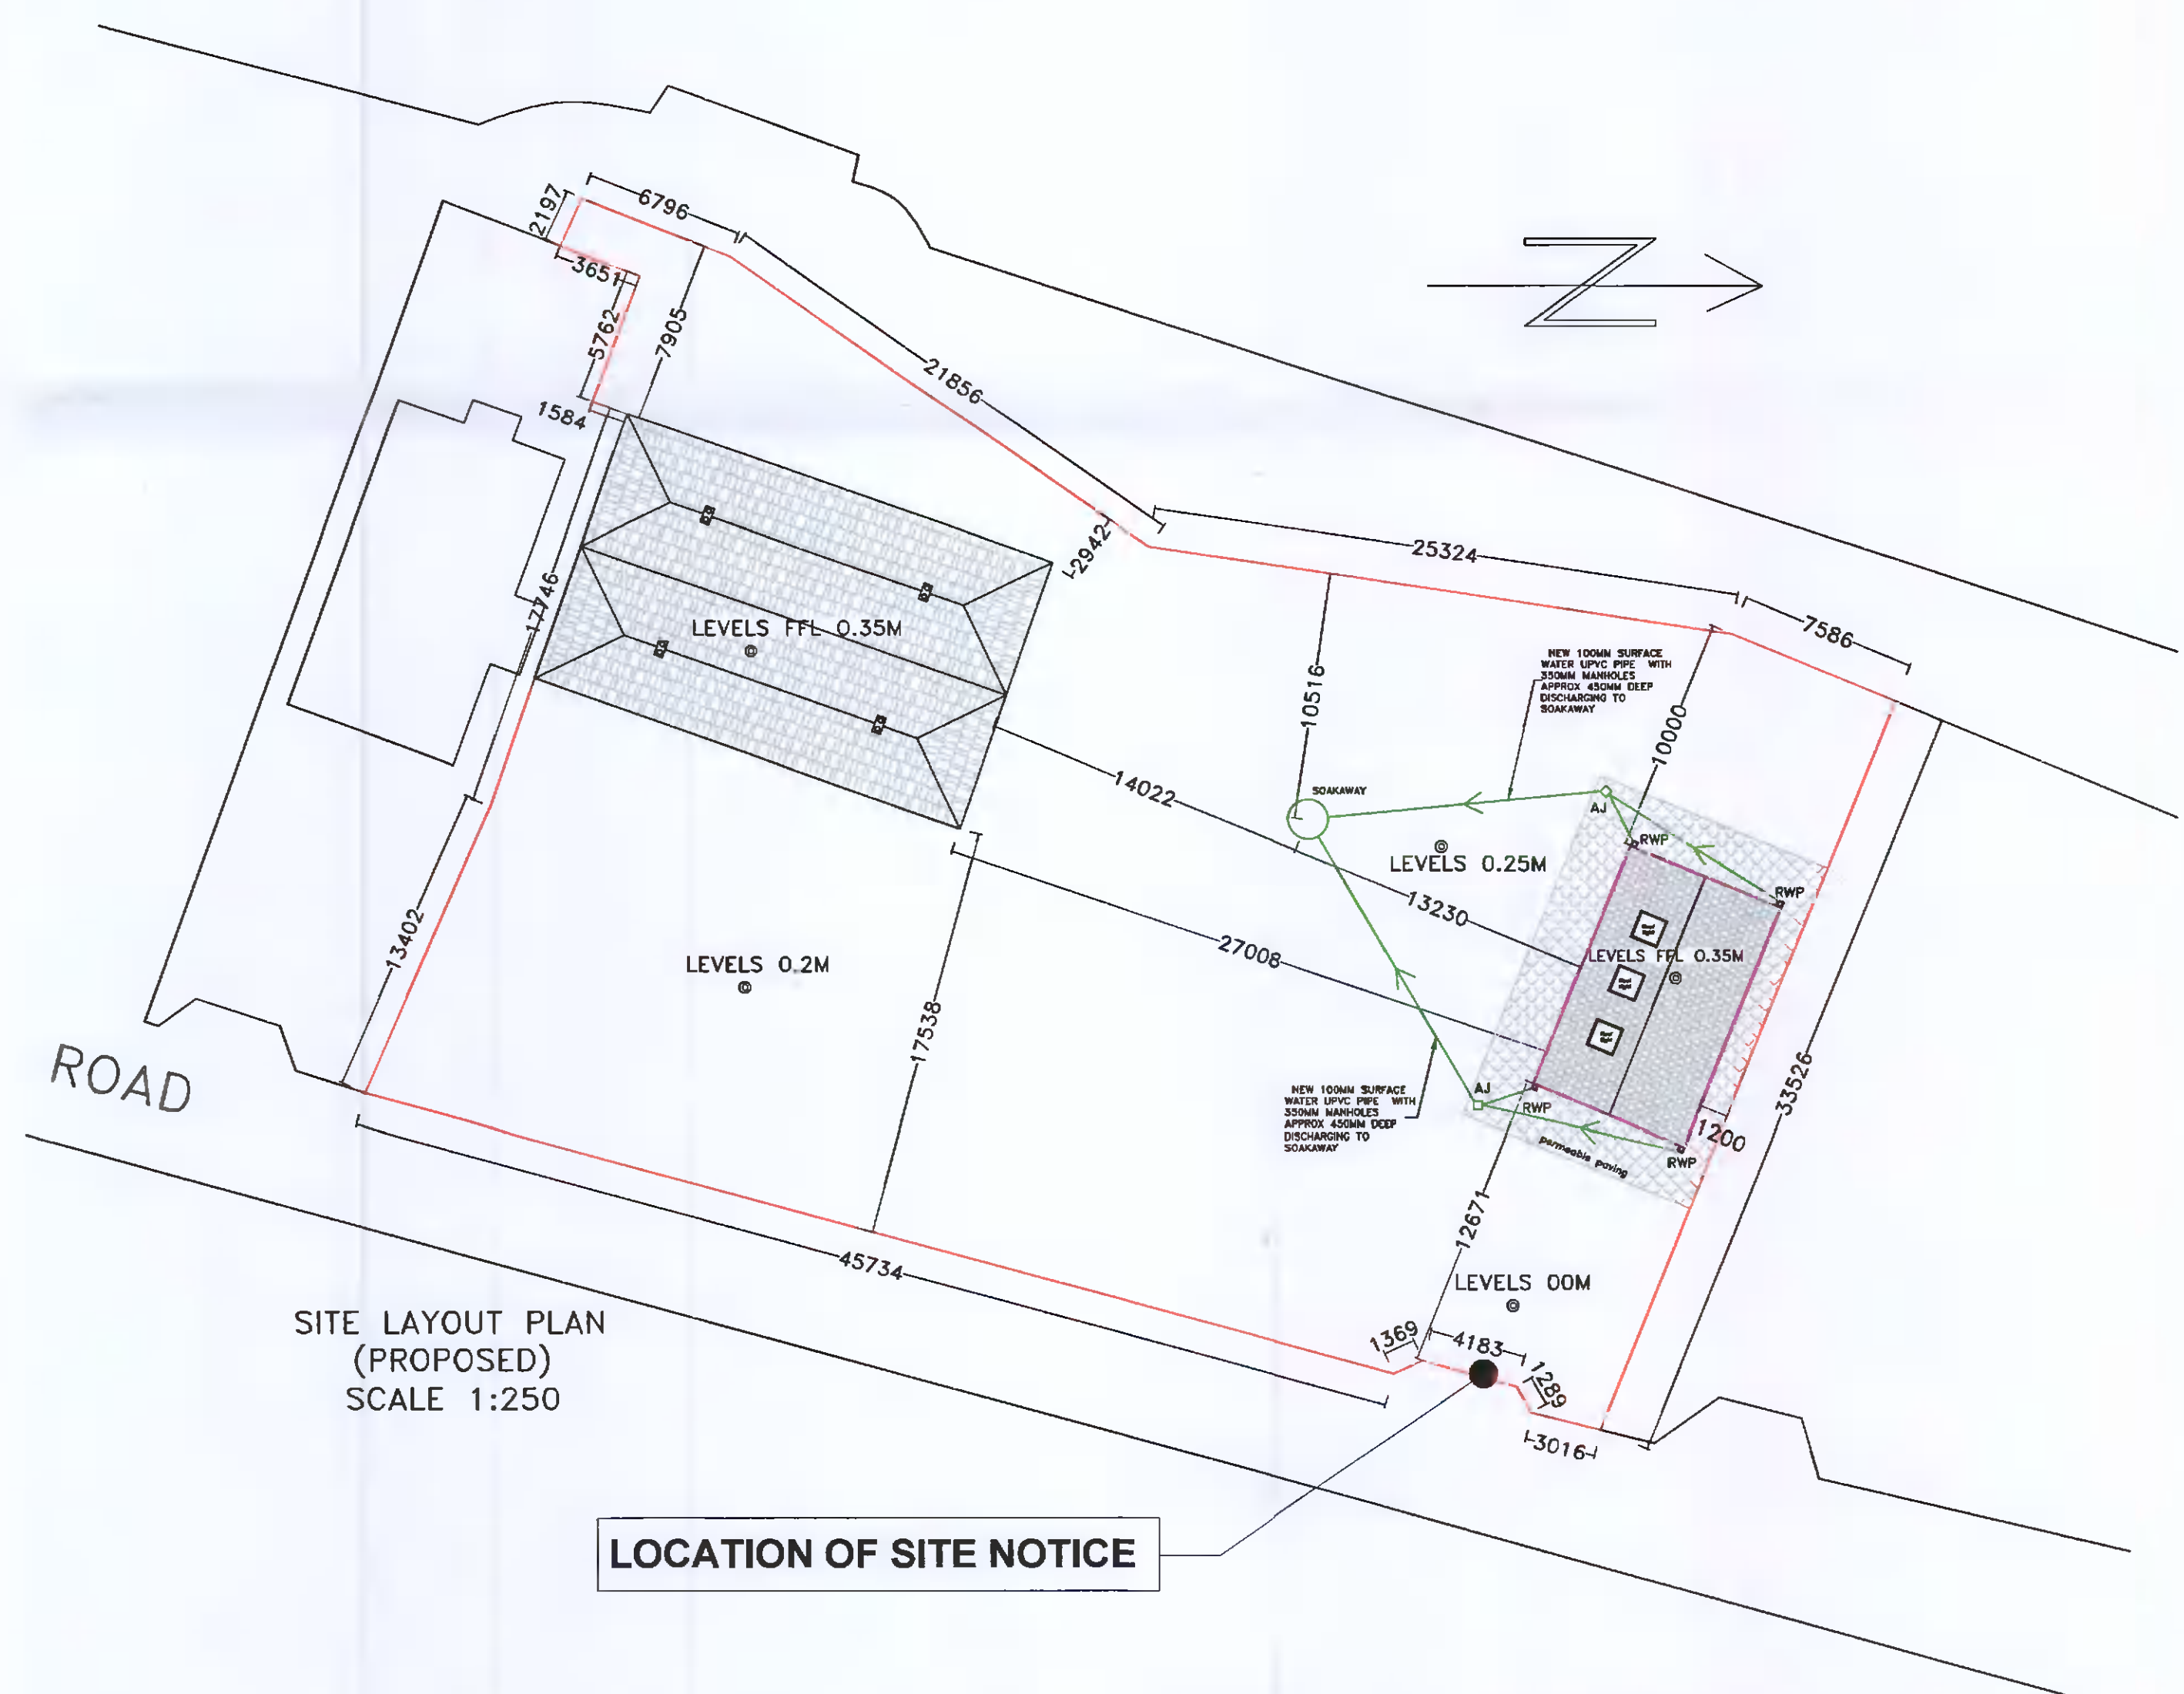 2197
6796
3651
5762
7905
1584
21856
2942
25324
7586
17746
LEVELS FFL 0.35M
NEW 100MM SURFACE
WATER UPVC PIPE WITH
350MM MANHOLES
APPROX 450MM DEEP
DISCHARGING TO
SOAKAWAY
10516
10000
14022
SOAKAWAY
AJ
RWP
LEVELS 0.25M
RWP
13230
13402
LEVELS 0.2M
27008
LEVELS FFL 0.35M
17538
33526
ROAD
NEW 100MM SURFACE
WATER UPVC PIPE WITH
350MM MANHOLES
APPROX 450MM DEEP
DISCHARGING TO
SOAKAWAY
AJ
RWP
permeable paving
RWP
1200
12671
45734
LEVELS 00M
SITE LAYOUT PLAN
(PROPOSED)
SCALE 1:250
1369
4183
1289
3016
LOCATION OF SITE NOTICE